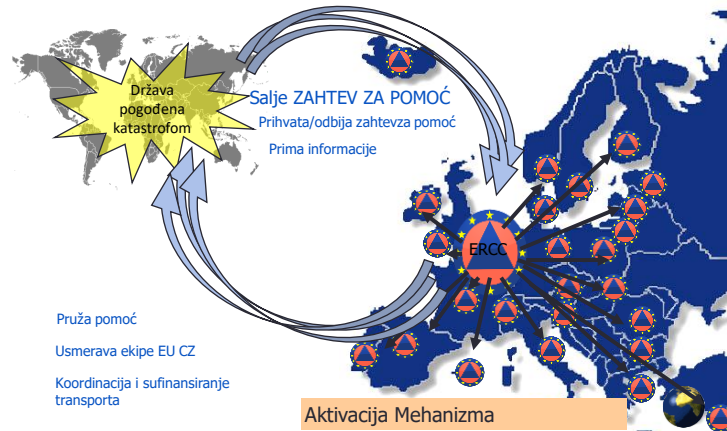 Država
pogođena
katastrofom
Salje ZAHTEV ZA POMOĆ
Prihvata/odbija zahtevza pomoć
Prima informacije
ERCC
Pruža pomoć
Usmerava ekipe EU CZ
Koordinacija i sufinansiranje
transporta
Aktivacija Mehanizma